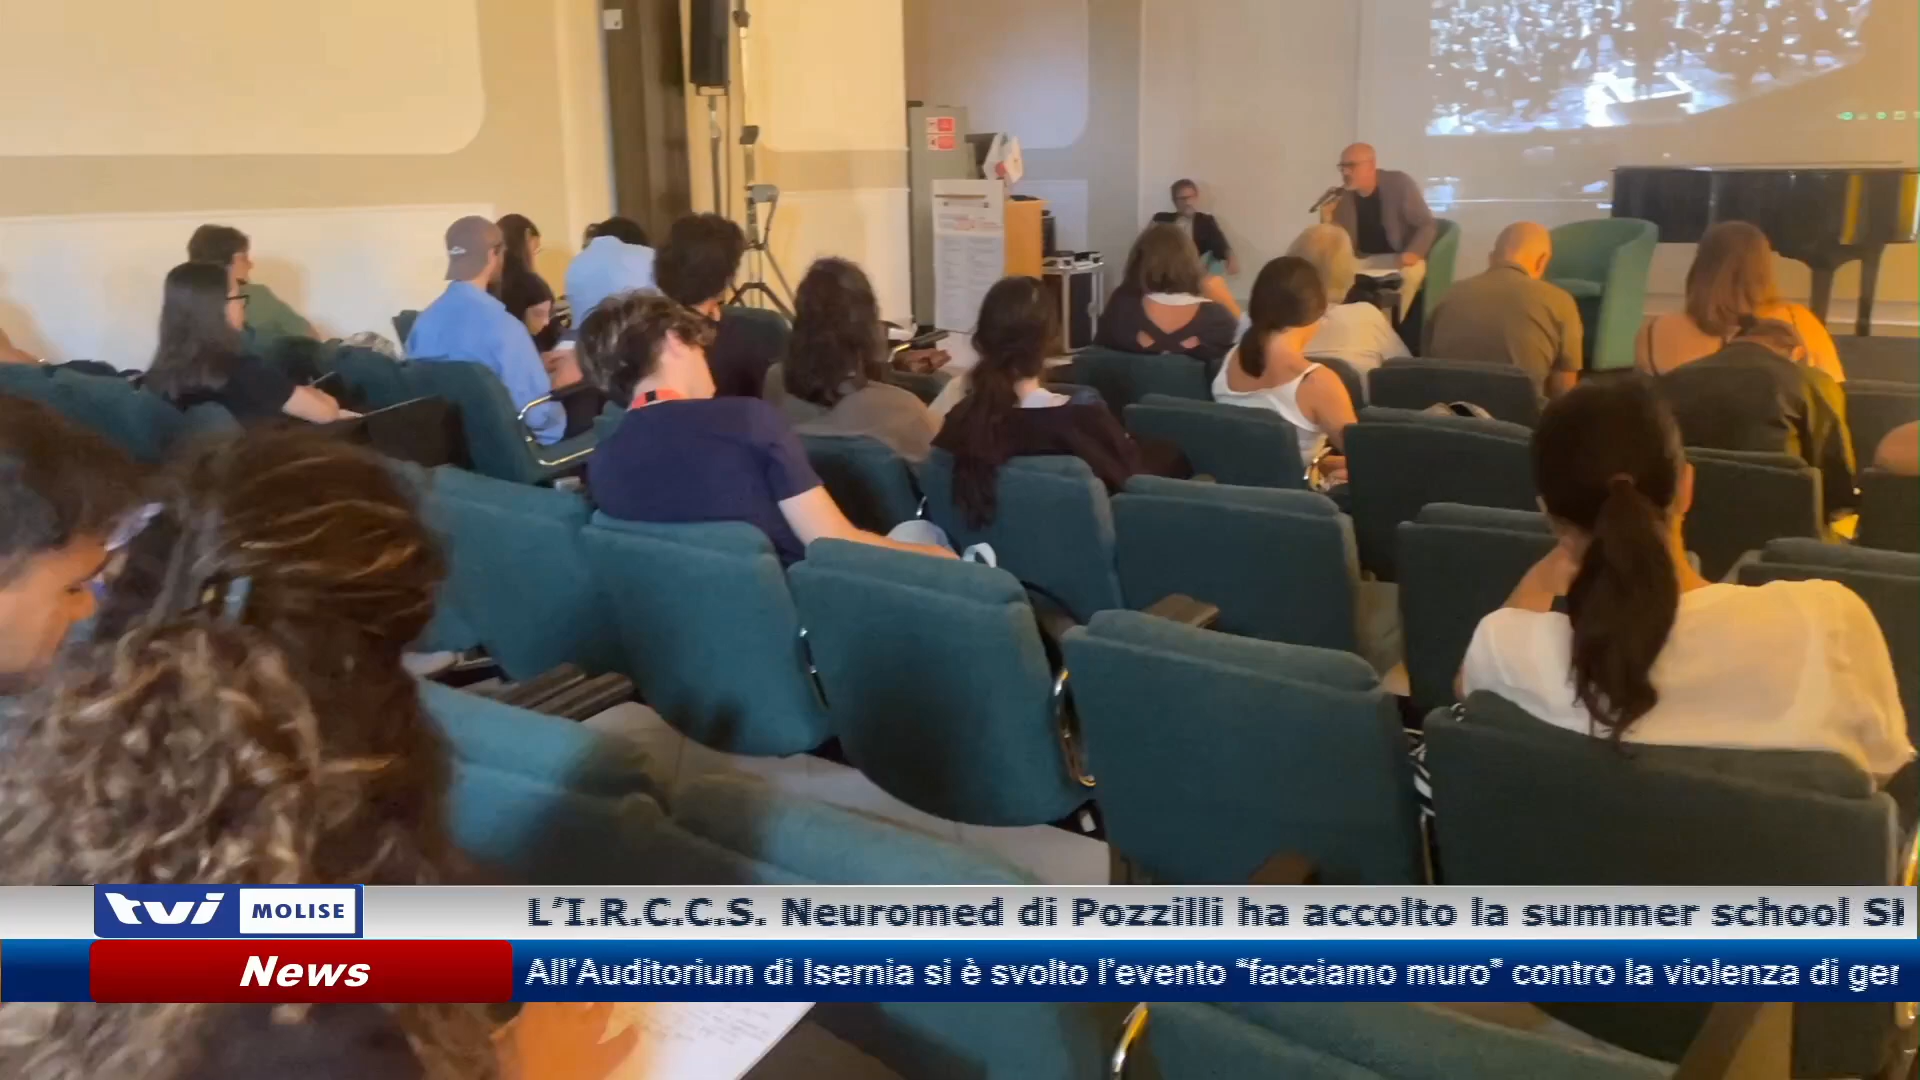 tvi MOLISE
L'I.R.C.C.S. Neuromed di Pozzilli ha accolto la summer school
News
All'Auditorium di Isernia si è svolto l'evento “facciamo muro” contro la violenza di